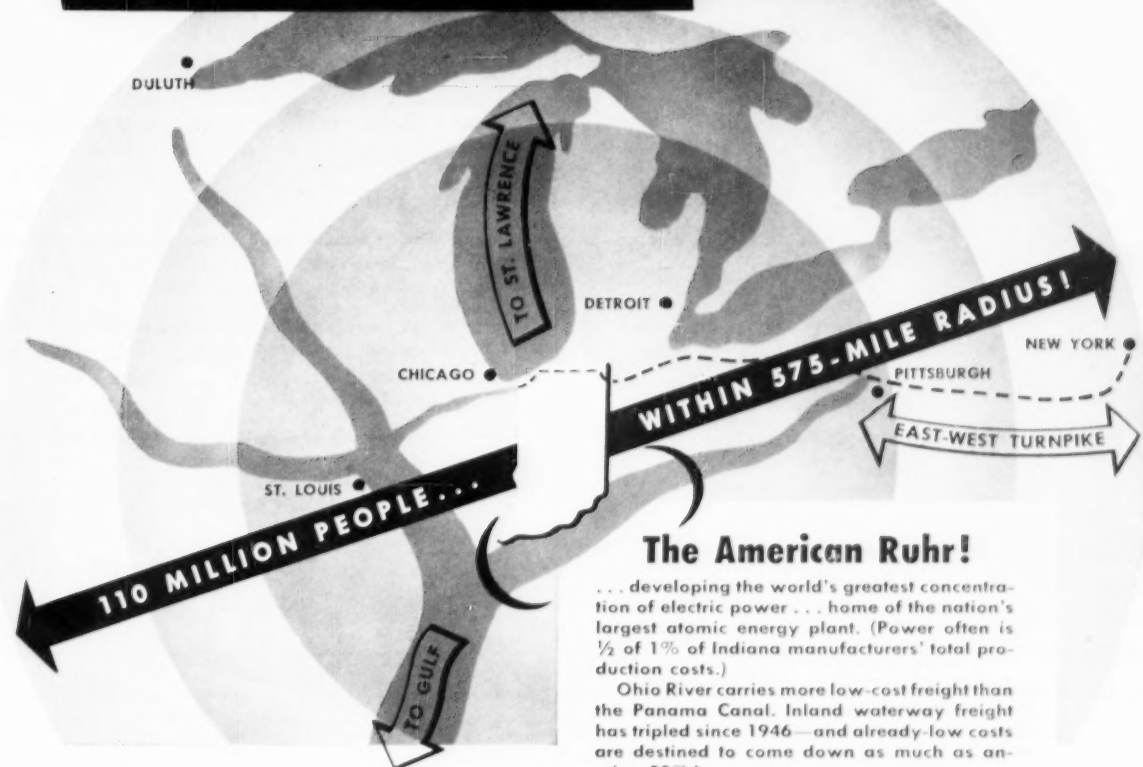 DULUTH
TO ST. LAWRENCE
DETROIT
CHICAGO
WITHIN 575-MILE RADIUS!
NEW YORK
PITTSBURGH
EAST-WEST TURNPIKE
ST. LOUIS
110 MILLION PEOPLE...
TO GULF
The American Ruhr!
... developing the world's greatest concentra-
tion of electric power ... home of the nation's
largest atomic energy plant. (Power often is
½ of 1% of Indiana manufacturers' total pro-
duction costs.)
Ohio River carries more low-cost freight than
the Panama Canal. Inland waterway freight
has tripled since 1946—and already-low costs
are destined to come down as much as an-